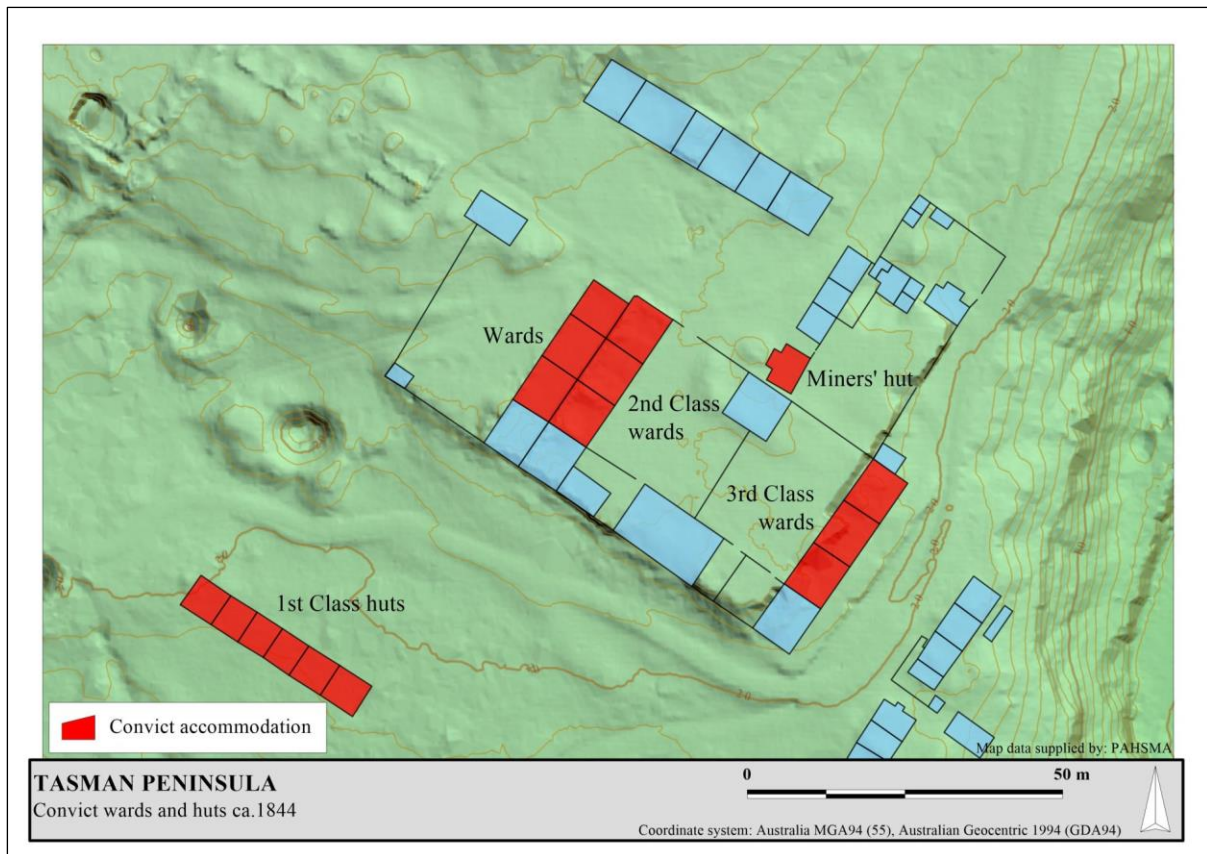 Wards
Miners' hut
2nd Class
wards
3rd Class
wards
1st Class huts
Convict accommodation
Map data supplied by: PAHSMA
TASMAN PENINSULA
Convict wards and huts ca.1844
0 50 m
Coordinate system: Australia MGA94 (55), Australian Geocentric 1994 (GDA94)